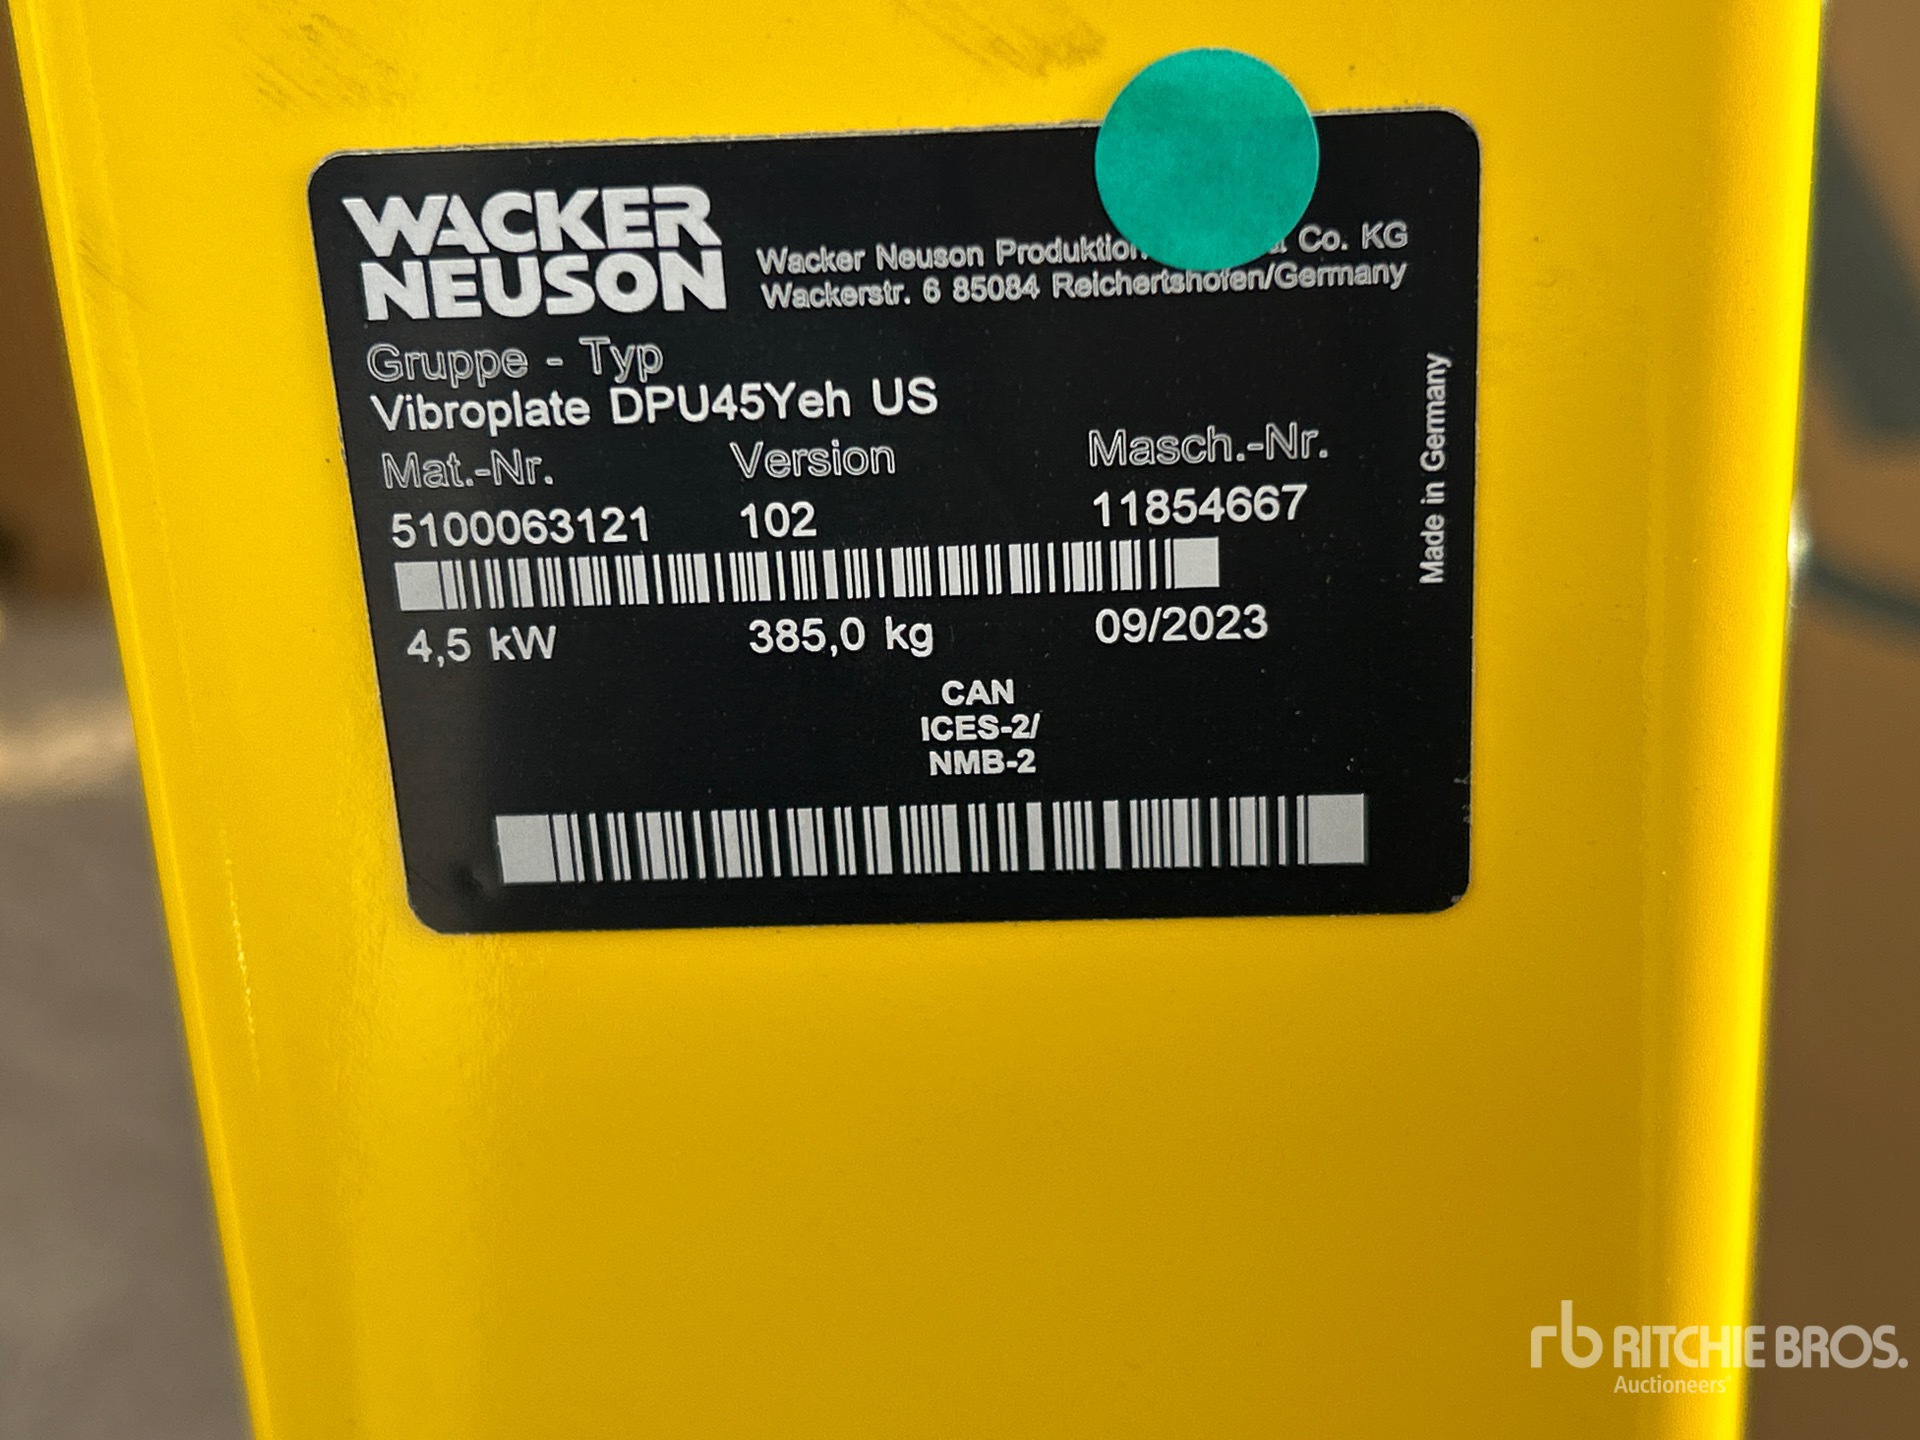 WACKER
NEUSON
Wacker Neuson Co. KG
Wackerstr. 6 85084 Reichertshofen/Germany
Gruppe - Typ
Vibroplate DPU45Yeh US
Mat.-Nr. Version Masch.-Nr.
5100063121 102 11854667
4,5 kW 385,0 kg 09/2023
CAN
ICES-2/
NMB-2
Made in Germany
rb RITCHIE BROS.
Auctioneers